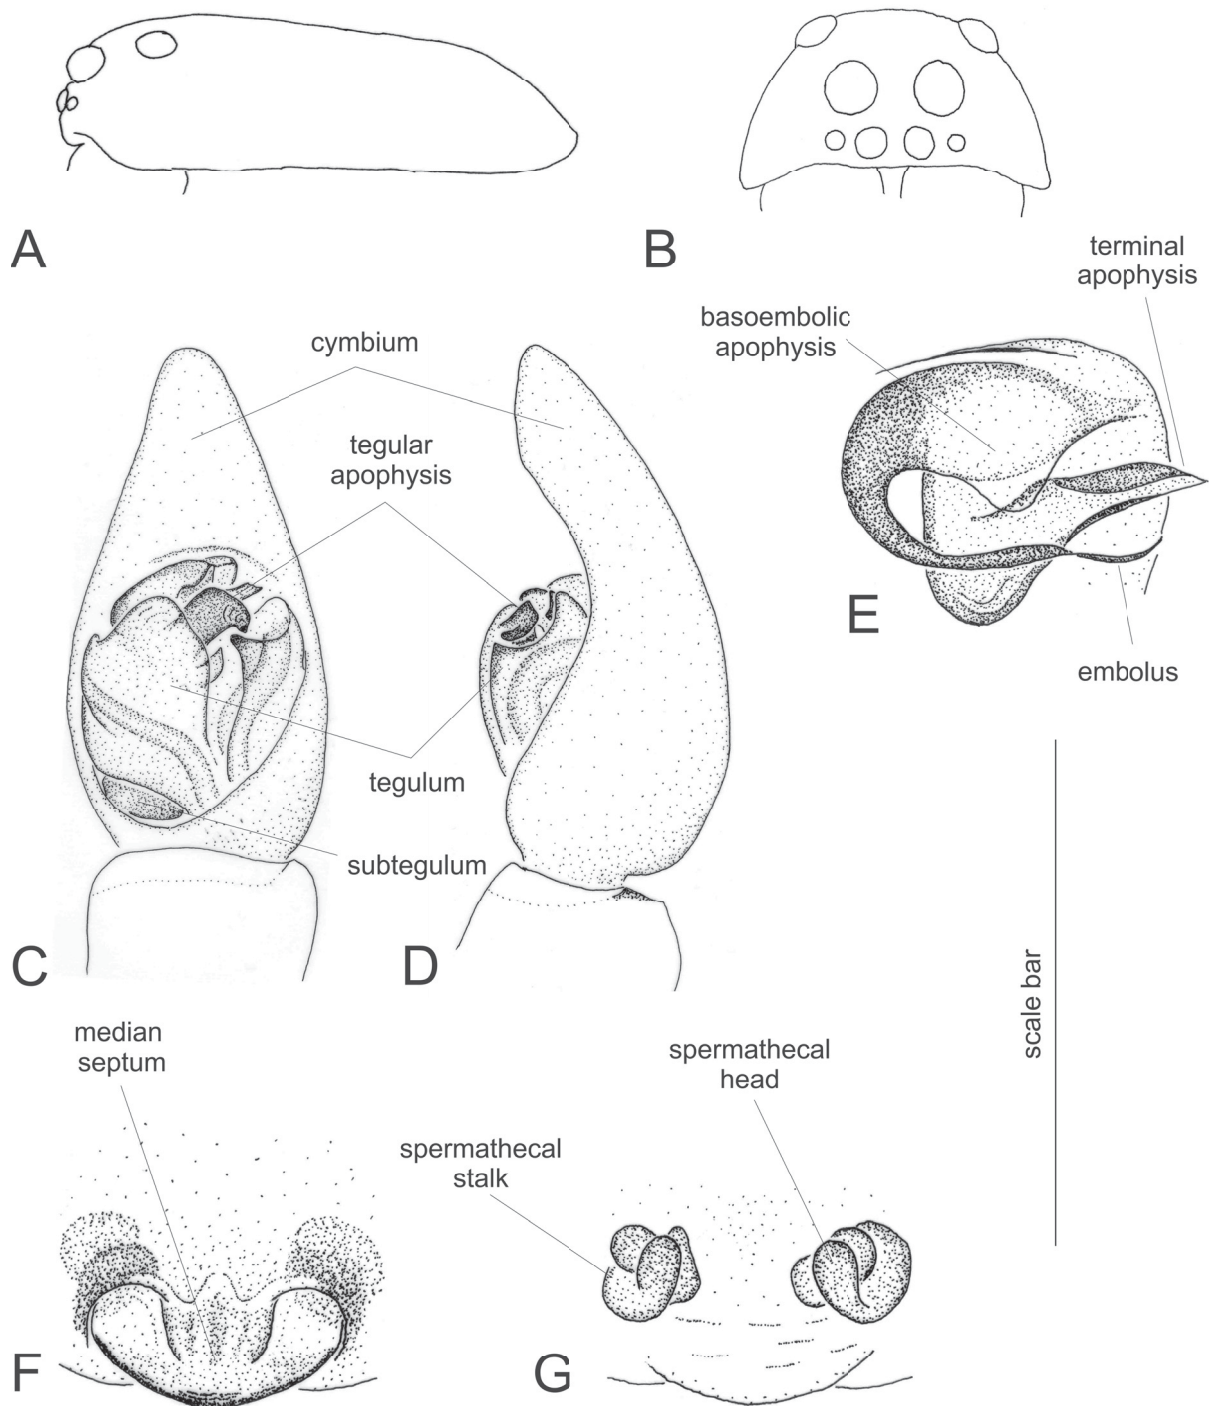 A
B
terminal
apophysis
basoembolic
apophysis
cymbium
tegular
apophysis
E
embolus
tegulum
subtegulum
C
D
scale bar
median
septum
spermathecal
head
spermathecal
stalk
F
G